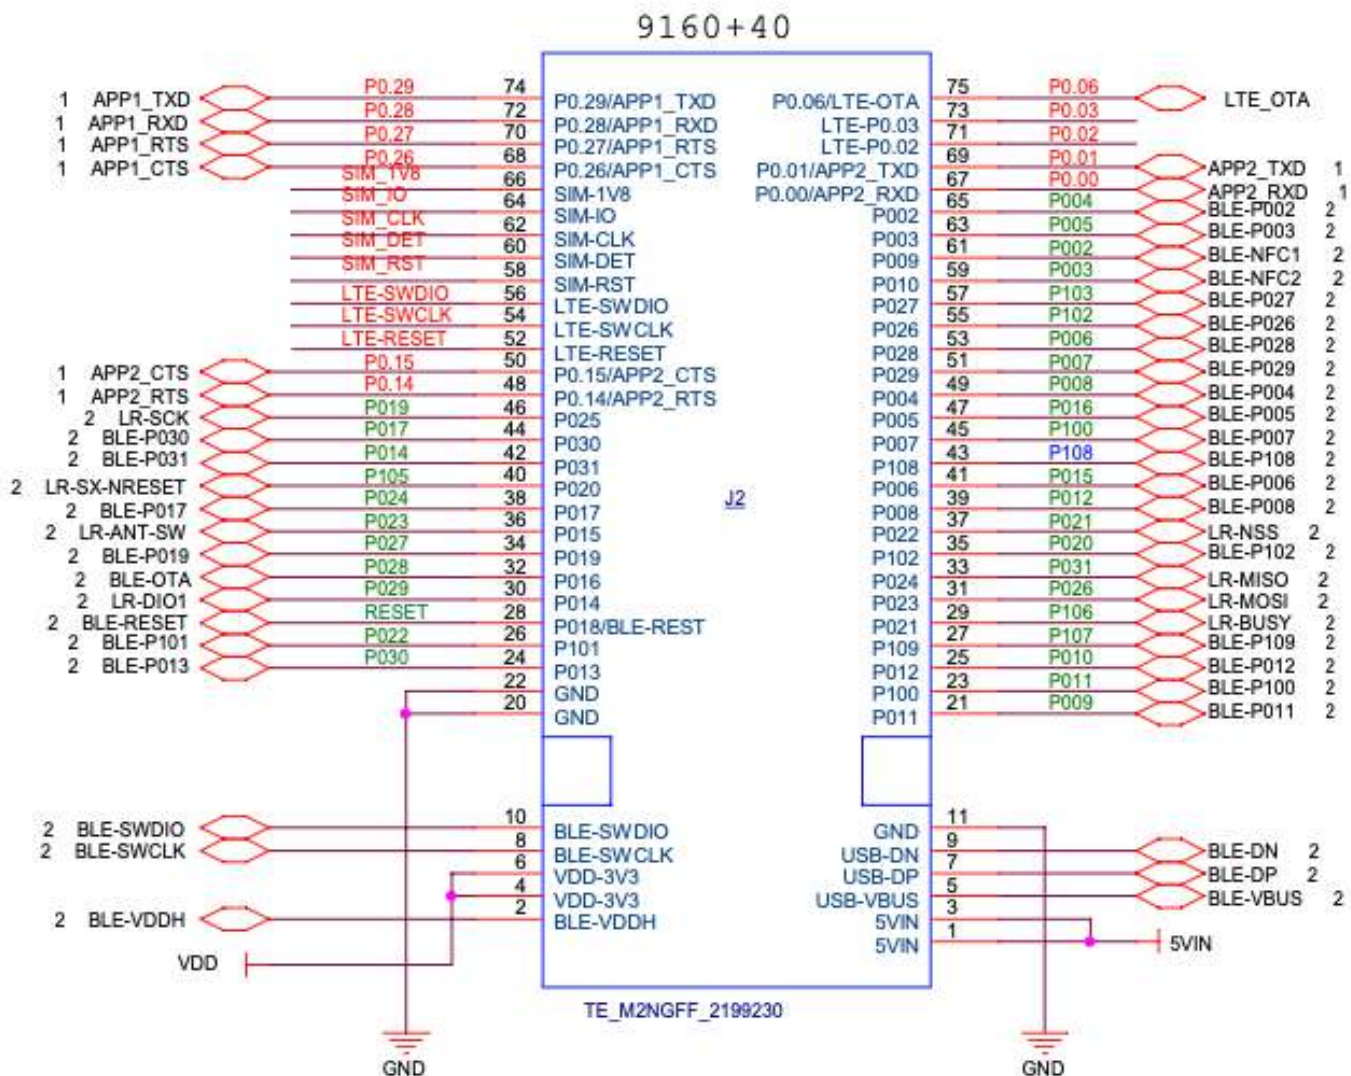 9160+40
1 APP1_TXD P0.29 74 P0.29/APP1_TXD P0.06/LTE-OTA 75 P0.06 LTE_OTA
1 APP1_RXD P0.28 72 P0.28/APP1_RXD LTE-P0.03 73 P0.03
1 APP1_RTS P0.27 70 P0.27/APP1_RTS LTE-P0.02 71 P0.02
1 APP1_CTS P0.26 68 P0.26/APP1_CTS P0.01/APP2_TXD 69 P0.01 APP2_TXD 1
SIM_1V8 66 SIM-1V8 P0.00/APP2_RXD 67 P0.00 APP2_RXD 1
SIM_IO 64 SIM-IO P002 65 P004 BLE-P002 2
SIM_CLK 62 SIM-CLK P003 63 P005 BLE-P003 2
SIM_DET 60 SIM-DET P009 61 P002 BLE-NFC1 2
SIM_RST 58 SIM-RST P010 59 P003 BLE-NFC2 2
LTE-SWDIO 56 LTE-SWDIO P027 57 P103 BLE-P027 2
LTE-SWCLK 54 LTE-SWCLK P026 55 P102 BLE-P026 2
LTE-RESET 52 LTE-RESET P028 53 P006 BLE-P028 2
1 APP2_CTS P0.15 50 P0.15/APP2_CTS P029 51 P007 BLE-P029 2
1 APP2_RTS P0.14 48 P0.14/APP2_RTS P004 49 P008 BLE-P004 2
2 LR-SCK P019 46 P025 P005 47 P016 BLE-P005 2
2 BLE-P030 P017 44 P030 P007 45 P100 BLE-P007 2
2 BLE-P031 P014 42 P031 P108 43 P108 BLE-P108 2
2 LR-SX-NRESET P105 40 P020 P006 41 P015 BLE-P006 2
2 BLE-P017 P024 38 P017 P008 39 P012 BLE-P008 2
2 LR-ANT-SW P023 36 P015 P022 37 P021 LR-NSS 2
2 BLE-P019 P027 34 P019 P102 35 P020 BLE-P102 2
2 BLE-OTA P028 32 P016 P024 33 P031 LR-MISO 2
2 LR-DIO1 P029 30 P014 P023 31 P026 LR-MOSI 2
2 BLE-RESET RESET 28 P018/BLE-REST P021 29 P106 LR-BUSY 2
2 BLE-P101 P022 26 P101 P109 27 P107 BLE-P109 2
2 BLE-P013 P030 24 P013 P012 25 P010 BLE-P012 2
22 GND P100 23 P011 BLE-P100 2
20 GND P011 21 P009 BLE-P011 2
J2
2 BLE-SWDIO 10 BLE-SWDIO GND 11
2 BLE-SWCLK 8 BLE-SWCLK USB-DN 9 BLE-DN 2
6 VDD-3V3 USB-DP 7 BLE-DP 2
4 VDD-3V3 USB-VBUS 5 BLE-VBUS 2
2 BLE-VDDH 2 BLE-VDDH 5VIN 3
5VIN 1 5VIN
VDD
TE_M2NGFF_2199230
GND GND